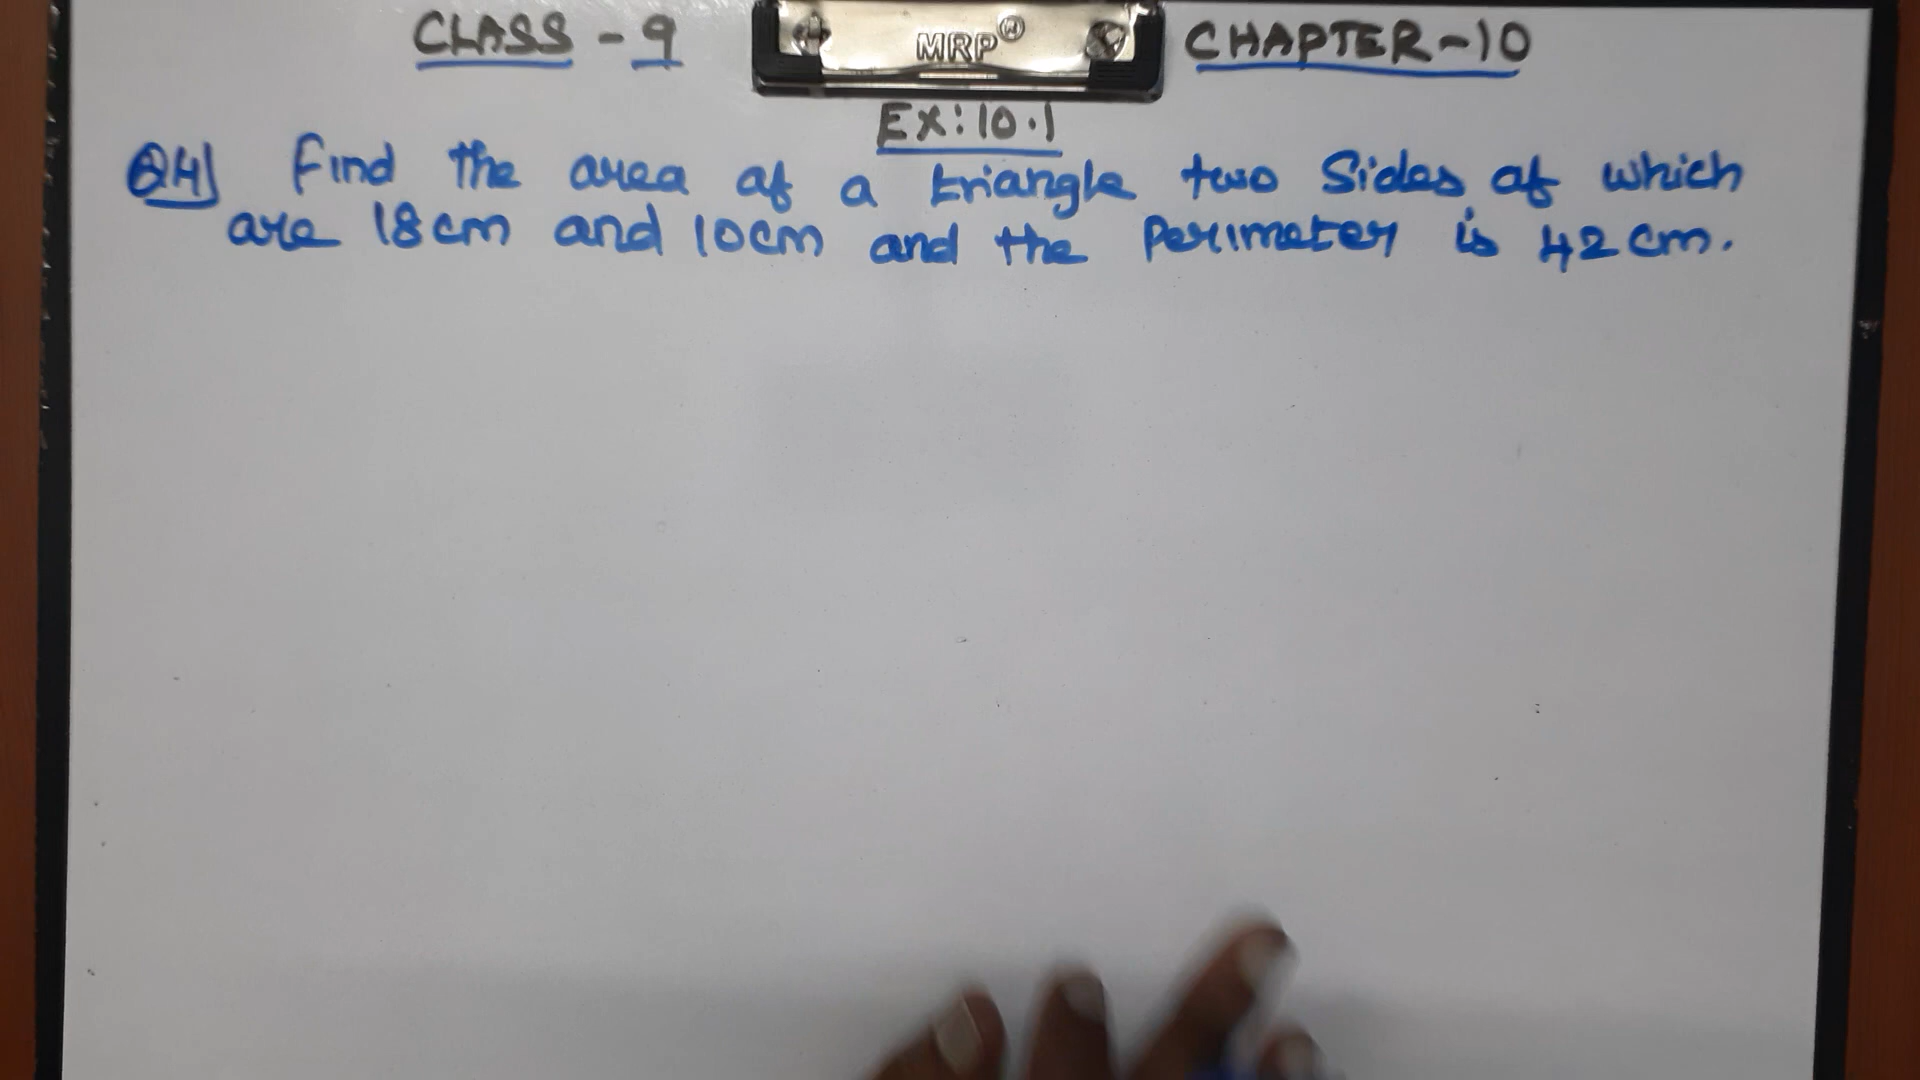 CLASS - 9
MRP®
CHAPTER-10
EX: 10.1
Q4) Find the area of a triangle two sides of which
are 18cm and 10cm and the Perimeter is 42cm.